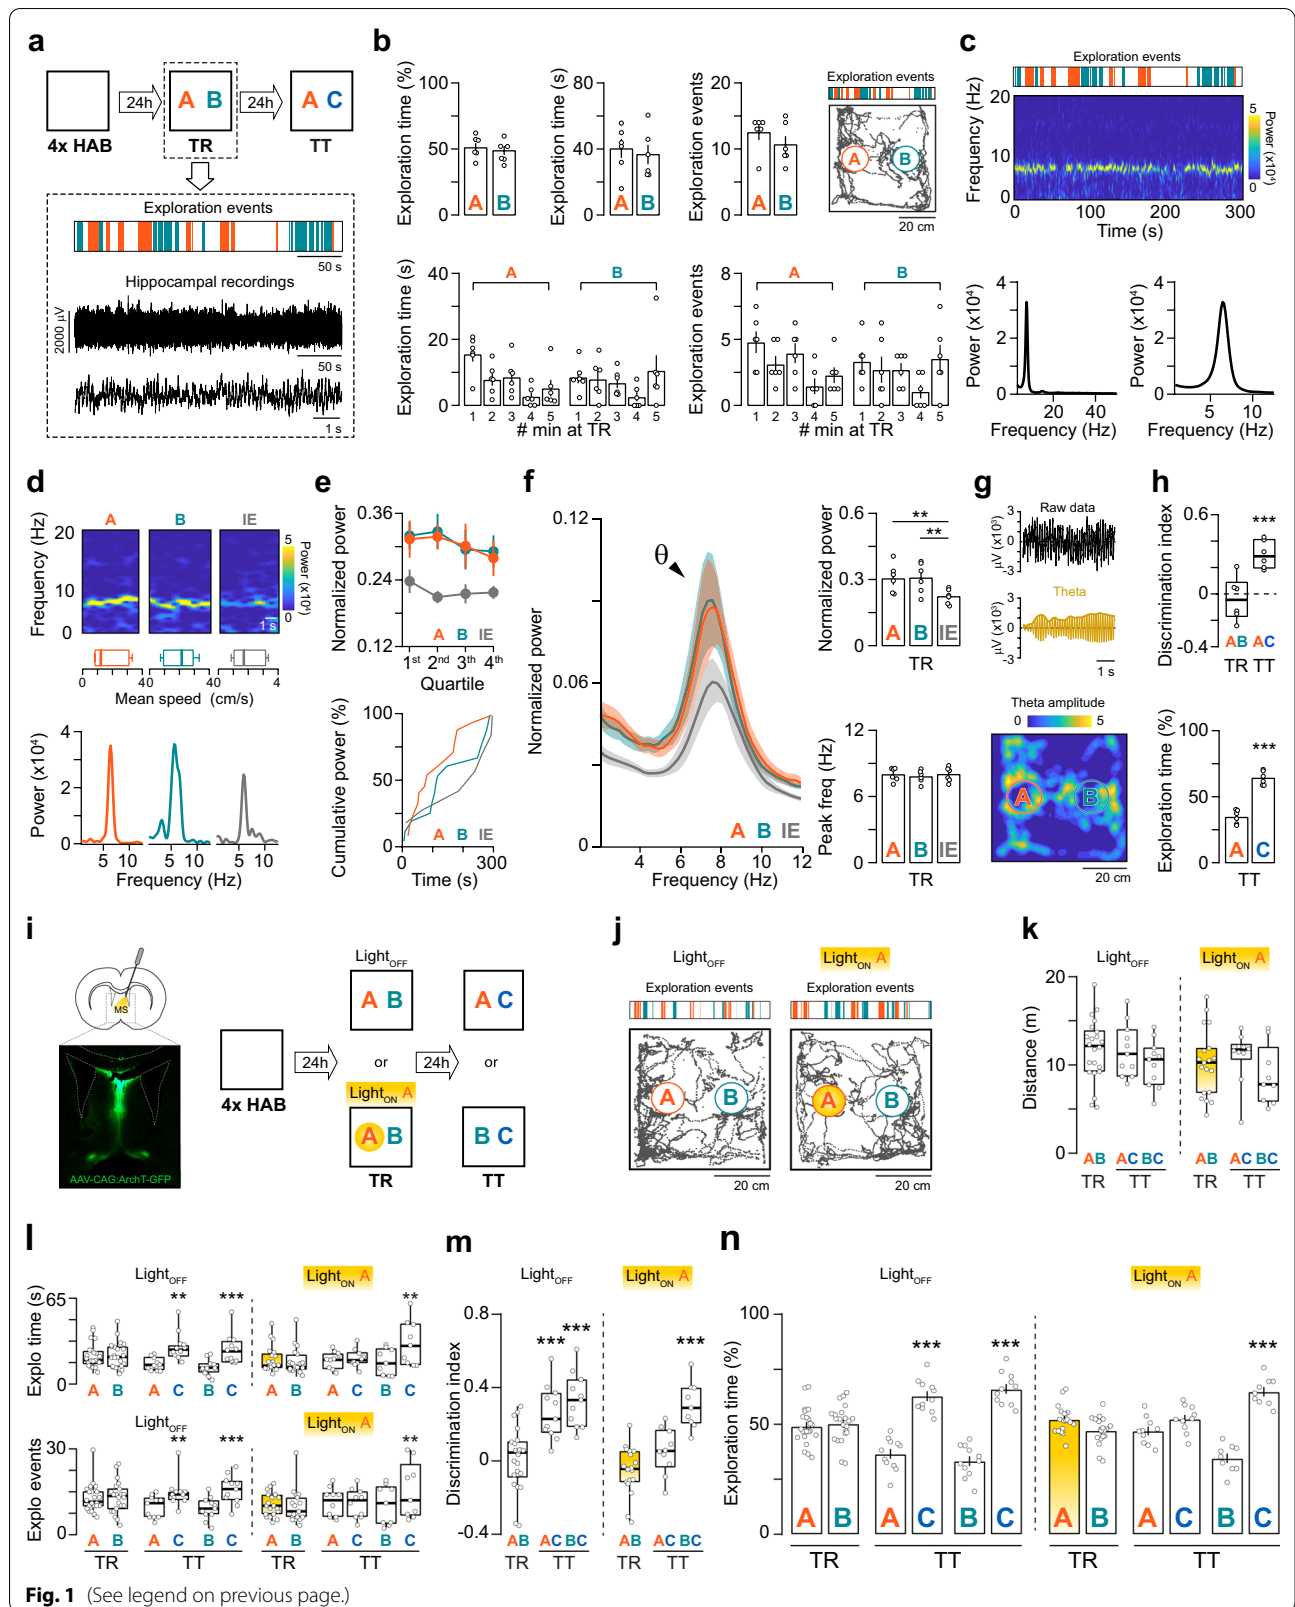 a
24h
24h
A B
A C
4x HAB
TR
TT
Exploration events
50 s
Hippocampal recordings
2000 µV
50 s
1 s
b
Exploration time (%)
100
50
0
A B
Exploration time (s)
80
40
0
A B
Exploration events
20
10
0
A B
Exploration events
A
B
20 cm
Exploration time (s)
40
20
0
A
B
1 2 3 4 5 1 2 3 4 5
# min at TR
Exploration events
8
4
0
A
B
1 2 3 4 5 1 2 3 4 5
# min at TR
c
Exploration events
Frequency (Hz)
20
10
0
0 100 200 300
Time (s)
5
0
Power (x10⁴)
Power (x10⁴)
4
2
0
20 40
Frequency (Hz)
Power (x10⁴)
4
2
0
5 10
Frequency (Hz)
d
A B IE
Frequency (Hz)
20
10
0
1 s
5
0
Power (x10⁴)
0 40 40 4
Mean speed (cm/s)
Power (x10⁴)
4
2
0
5 10 5 10 5 10
Frequency (Hz)
e
Normalized power
0.36
0.24
0.12
A B IE
1st 2nd 3th 4th
Quartile
Cumulative power (%)
100
50
0
A B IE
0 300
Time (s)
f
Normalized power
0.12
0.06
0
θ
A B IE
4 6 8 10 12
Frequency (Hz)
Normalized power
0.6
0.3
0
**
**
A B IE
TR
Peak freq (Hz)
12
6
0
A B IE
TR
g
Raw data
µV (x10³)
3
0
-3
Theta
µV (x10³)
3
0
-3
1 s
Theta amplitude
0 5
A
B
20 cm
h
Discrimination index
0.6
0
-0.4
***
AB AC
TR TT
Exploration time (%)
100
50
0
***
A C
TT
i
MS
AAV-CAG:ArchT-GFP
4x HAB
24h
LightOFF
A B
or
LightON A
A B
TR
24h
A C
or
B C
TT
j
LightOFF
LightON A
Exploration events
Exploration events
A
B
A
B
20 cm
20 cm
k
LightOFF
LightON A
Distance (m)
20
10
0
AB AC BC AB AC BC
TR TT TR TT
l
LightOFF
LightON A
Explo time (s)
65
0
** *** **
A B A C B C A B A C B C
LightOFF
LightON A
Explo events
30
0
** *** **
A B A C B C A B A C B C
TR TT TR TT
m
LightOFF
LightON A
Discrimination index
0.8
0.4
0
-0.4
*** *** ***
AB AC BC AB AC BC
TR TT TR TT
n
LightOFF
LightON A
Exploration time (%)
100
50
0
*** *** ***
A B A C B C A B A C B C
TR TT TR TT
Fig. 1 (See legend on previous page.)